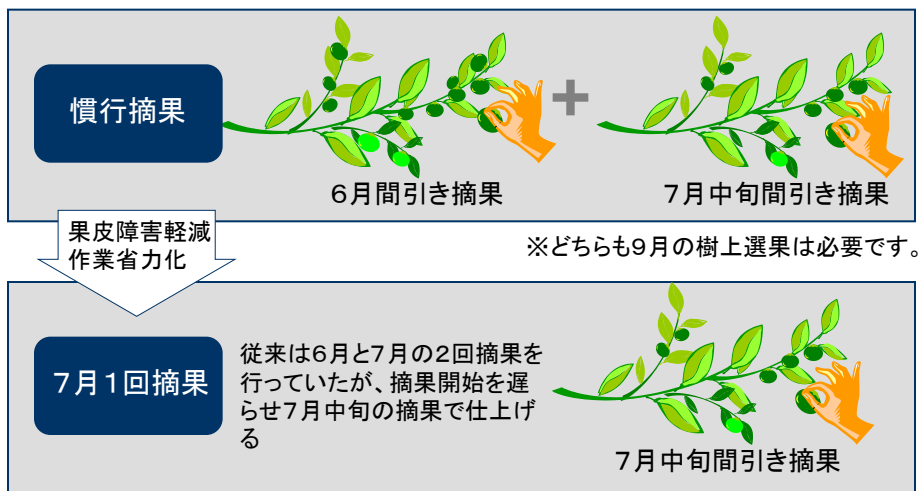 慣行摘果
+
6月間引き摘果
7月中旬間引き摘果
果皮障害軽減
作業省力化
※どちらも9月の樹上選果は必要です。
7月1回摘果
従来は6月と7月の2回摘果を
行っていたが、摘果開始を遅
らせ7月中旬の摘果で仕上げ
る
7月中旬間引き摘果